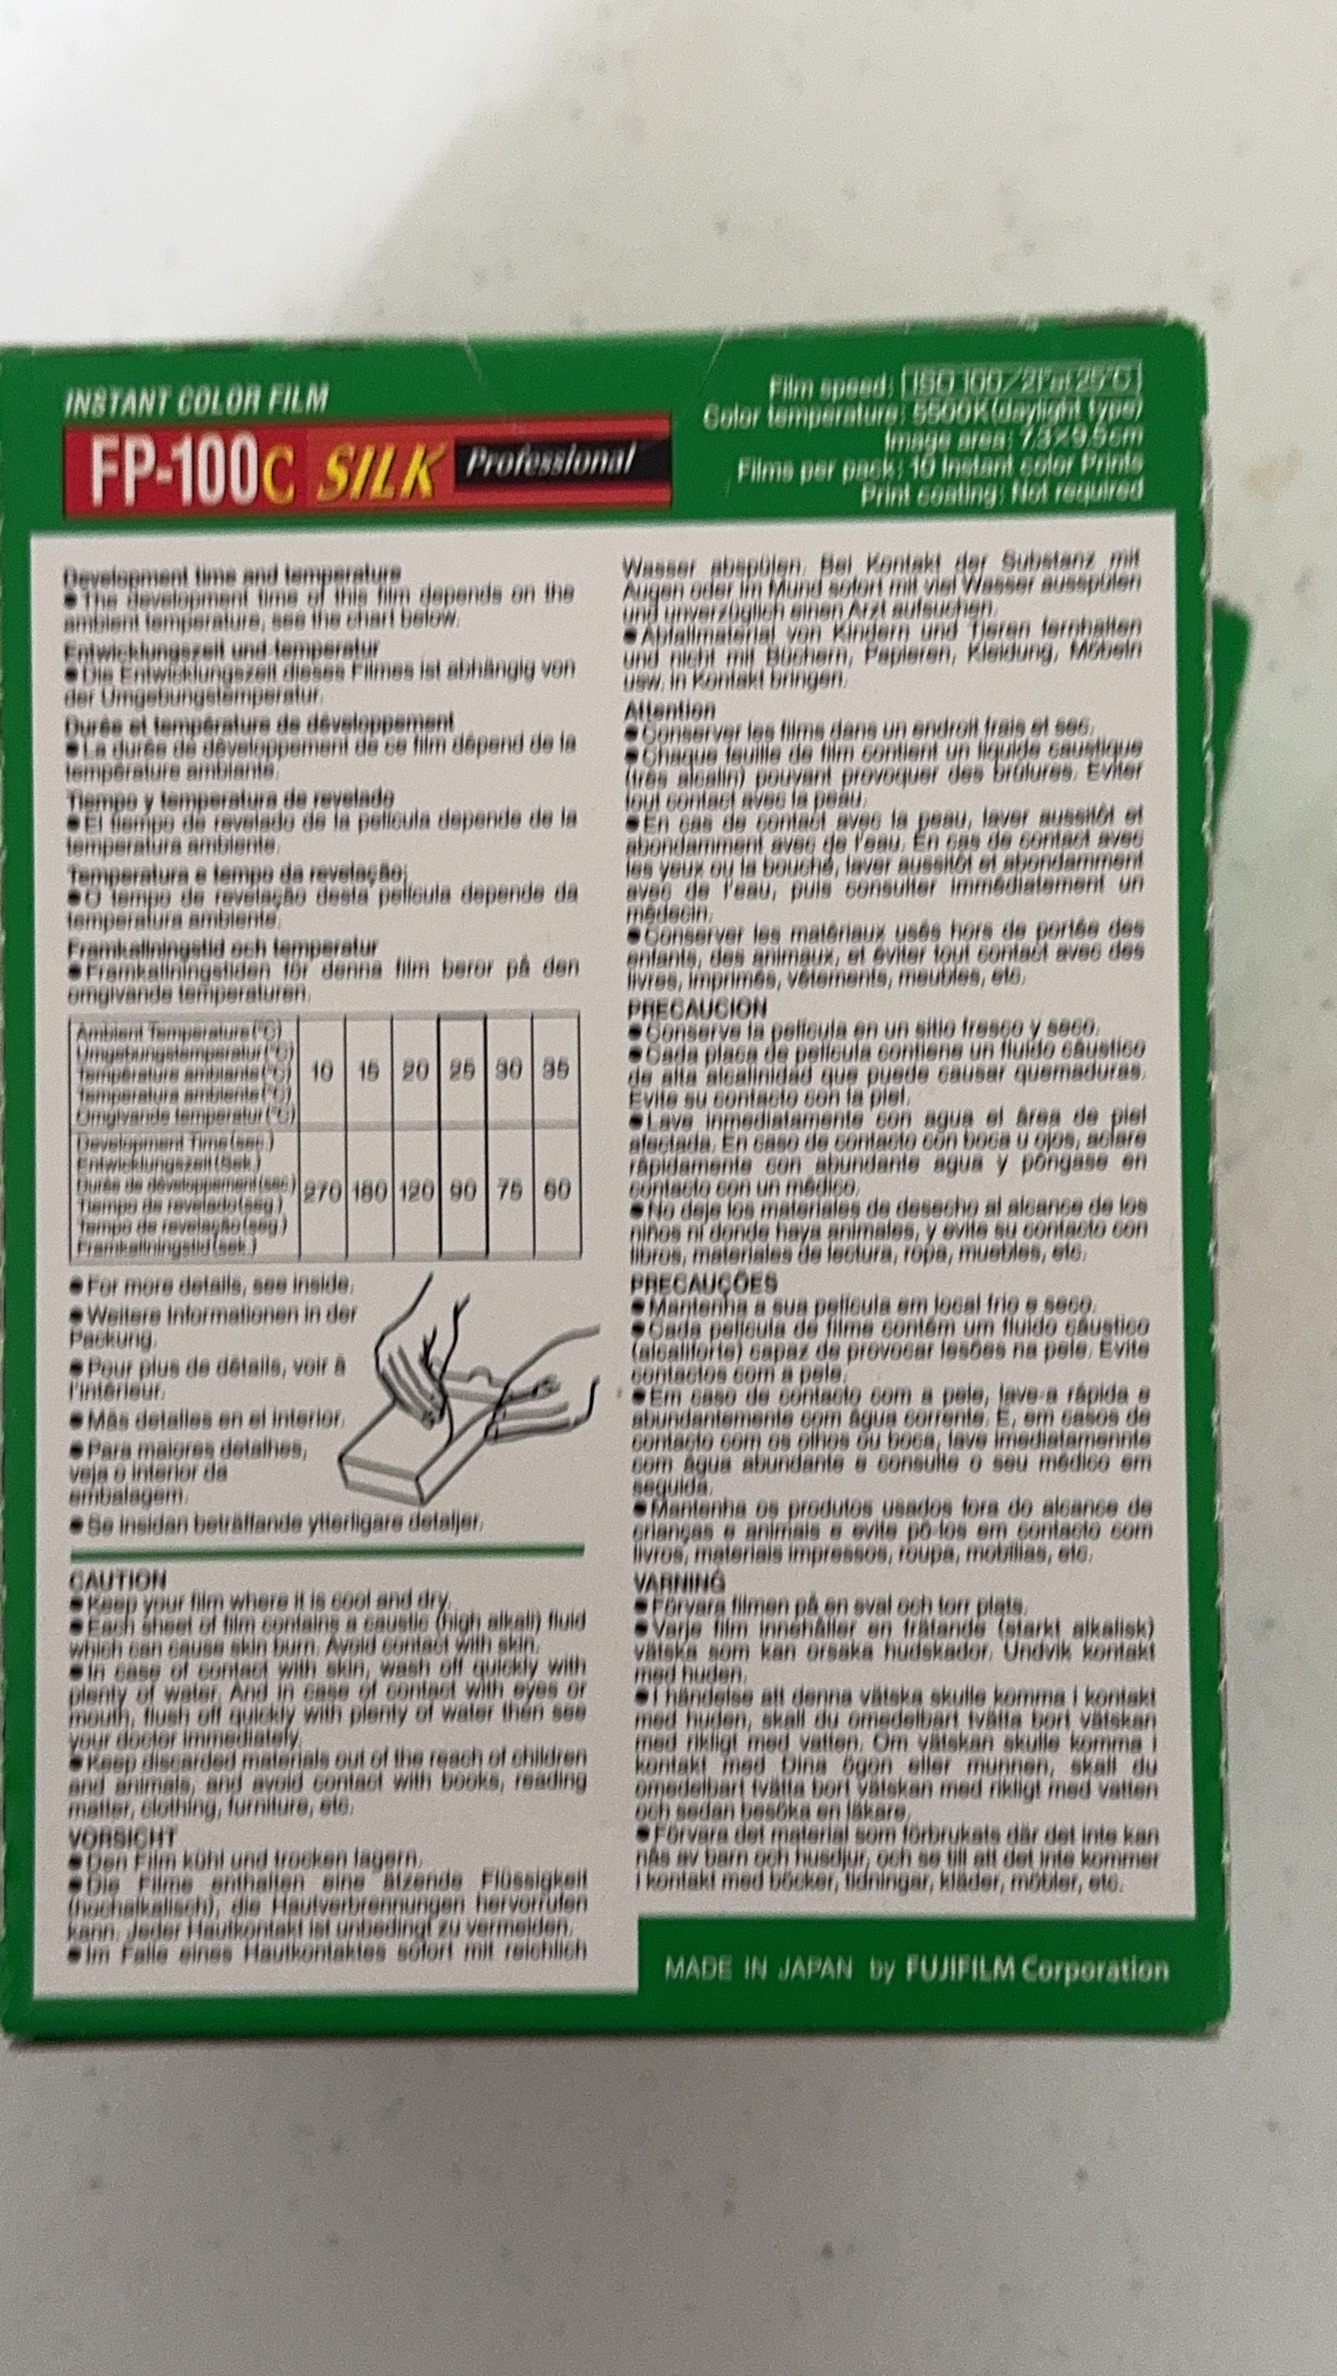 INSTANT COLOR FILM
FP-100C SILK Professional
Film speed: ISO 100/21° at 25°C
Color temperature: 5500K (daylight type)
Image area: 7.3×9.5cm
Films per pack: 10 Instant color Prints
Print coating: Not required
Development time and temperature
●The development time of this film depends on the
ambient temperature, see the chart below.
Entwicklungszeit und temperatur
●Die Entwicklungszeit dieses Filmes ist abhängig von
der Umgebungstemperatur.
Durée et température de développement
●La durée de développement de ce film dépend de la
température ambiante.
Tiempo y temperatura de revelado
●El tiempo de revelado de la película depende de la
temperatura ambiente.
Temperatura e tempo da revelação:
●O tempo de revelação desta película depende da
temperatura ambiente.
Framkallningstid och temperatur
●Framkallningstiden för denna film beror på den
omgivande temperaturen.
Ambient Temperature (°C)
Umgebungstemperatur (°C)
Température ambiante (°C)
Temperatura ambiente (°C)
Omgivande temperatur (°C)
10 15 20 25 30 35
Development Time (sec.)
Entwicklungszeit (Sek.)
Durée de développement (sec.)
Tiempo de revelado (seg.)
Tempo de revelação (seg.)
Framkallningstid (sek.)
270 180 120 90 75 60
●For more details, see inside.
●Weitere Informationen in der
Packung.
●Pour plus de détails, voir à
l'intérieur.
●Más detalles en el interior.
●Para maiores detalhes,
veja o interior da
embalagem.
●Se insidan beträffande ytterligare detaljer.
CAUTION
●Keep your film where it is cool and dry.
●Each sheet of film contains a caustic (high alkali) fluid
which can cause skin burn. Avoid contact with skin.
●In case of contact with skin, wash off quickly with
plenty of water. And in case of contact with eyes or
mouth, flush off quickly with plenty of water then see
your doctor immediately.
●Keep discarded materials out of the reach of children
and animals, and avoid contact with books, reading
matter, clothing, furniture, etc.
VORSICHT
●Den Film kühl und trocken lagern.
●Die Filme enthalten eine ätzende Flüssigkeit
(hochalkalisch), die Hautverbrennungen hervorrufen
kann. Jeder Hautkontakt ist unbedingt zu vermeiden.
●Im Falle eines Hautkontaktes sofort mit reichlich
Wasser abspülen. Bei Kontakt der Substanz mit
Augen oder im Mund sofort mit viel Wasser ausspülen
und unverzüglich einen Arzt aufsuchen.
●Abfallmaterial von Kindern und Tieren fernhalten
und nicht mit Büchern, Papieren, Kleidung, Möbeln
usw. in Kontakt bringen.
Attention
●Conserver les films dans un endroit frais et sec.
●Chaque feuille de film contient un liquide caustique
(très alcalin) pouvant provoquer des brûlures. Eviter
tout contact avec la peau.
●En cas de contact avec la peau, laver aussitôt et
abondamment avec de l'eau. En cas de contact avec
les yeux ou la bouche, laver aussitôt et abondamment
avec de l'eau, puis consulter immédiatement un
médecin.
●Conserver les matériaux usés hors de portée des
enfants, des animaux, et éviter tout contact avec des
livres, imprimés, vêtements, meubles, etc.
PRECAUCION
●Conserve la película en un sitio fresco y seco.
●Cada placa de película contiene un fluido cáustico
de alta alcalinidad que puede causar quemaduras.
Evite su contacto con la piel.
●Lave inmediatamente con agua el área de piel
afectada. En caso de contacto con boca u ojos, aclare
rápidamente con abundante agua y póngase en
contacto con un médico.
●No deje los materiales de desecho al alcance de los
niños ni donde haya animales, y evite su contacto con
libros, materiales de lectura, ropa, muebles, etc.
PRECAUÇÕES
●Mantenha a sua película em local frio e seco.
●Cada película de filme contém um fluido cáustico
(alcaliforte) capaz de provocar lesões na pele. Evite
contactos com a pele.
●Em caso de contacto com a pele, lave-a rápida e
abundantemente com água corrente. E, em casos de
contacto com os olhos ou boca, lave imediatamennte
com água abundante e consulte o seu médico em
seguida.
●Mantenha os produtos usados fora do alcance de
crianças e animais e evite pô-los em contacto com
livros, materiais impressos, roupa, mobílias, etc.
VARNING
●Förvara filmen på en sval och torr plats.
●Varje film innehåller en frätande (starkt alkalisk)
vätska som kan orsaka hudskador. Undvik kontakt
med huden.
●I händelse att denna vätska skulle komma i kontakt
med huden, skall du omedelbart tvätta bort vätskan
med rikligt med vatten. Om vätskan skulle komma i
kontakt med Dina ögon eller munnen, skall du
omedelbart tvätta bort vätskan med rikligt med vatten
och sedan besöka en läkare.
●Förvara det material som förbrukats där det inte kan
nås av barn och husdjur, och se till att det inte kommer
i kontakt med böcker, tidningar, kläder, möbler, etc.
MADE IN JAPAN by FUJIFILM Corporation